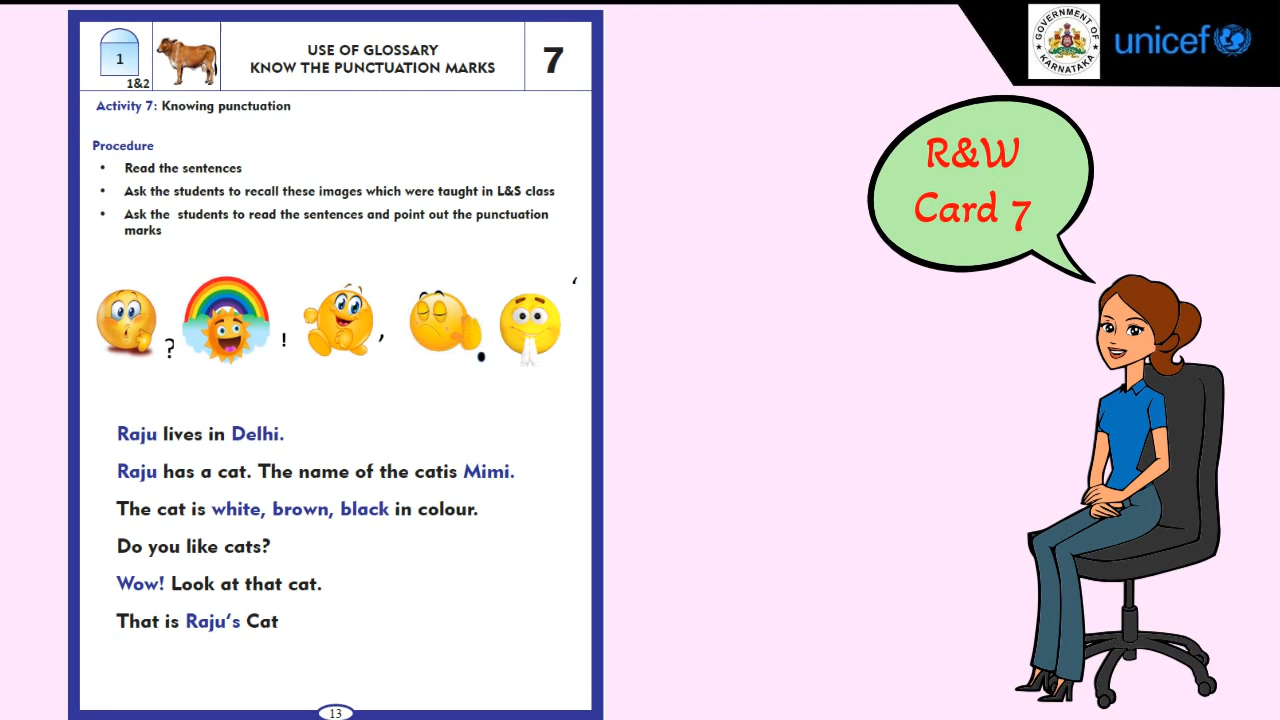 1
1&2
USE OF GLOSSARY
KNOW THE PUNCTUATION MARKS
7
Activity 7: Knowing punctuation
Procedure
• Read the sentences
• Ask the students to recall these images which were taught in L&S class
• Ask the  students to read the sentences and point out the punctuation
marks
? ! , . ‘
Raju lives in Delhi.
Raju has a cat. The name of the catis Mimi.
The cat is white, brown, black in colour.
Do you like cats?
Wow! Look at that cat.
That is Raju‘s Cat
13
GOVERNMENT OF
KARNATAKA
unicef
R&W
Card 7